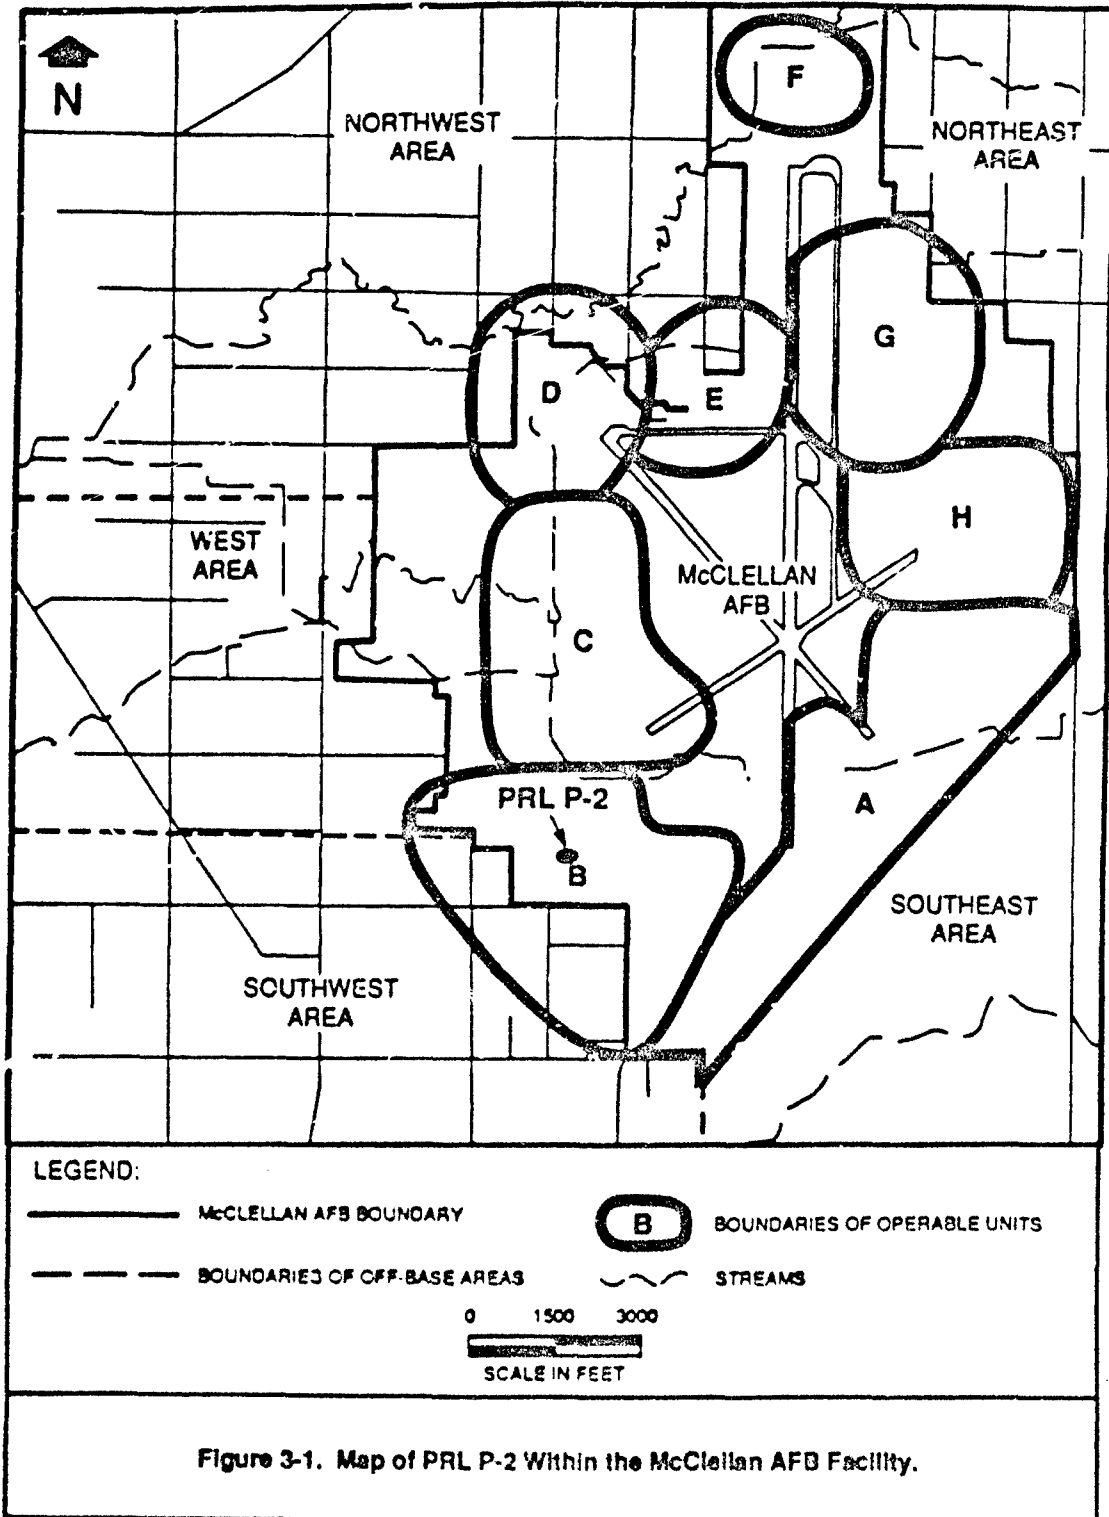 N
F
NORTHWEST
AREA
NORTHEAST
AREA
G
D
E
H
WEST
AREA
McCLELLAN
AFB
C
PRL P-2
A
B
SOUTHEAST
AREA
SOUTHWEST
AREA
LEGEND:
McCLELLAN AFB BOUNDARY
B
BOUNDARIES OF OPERABLE UNITS
BOUNDARIES OF OFF-BASE AREAS
STREAMS
0 1500 3000
SCALE IN FEET
Figure 3-1. Map of PRL P-2 Within the McClellan AFB Facility.